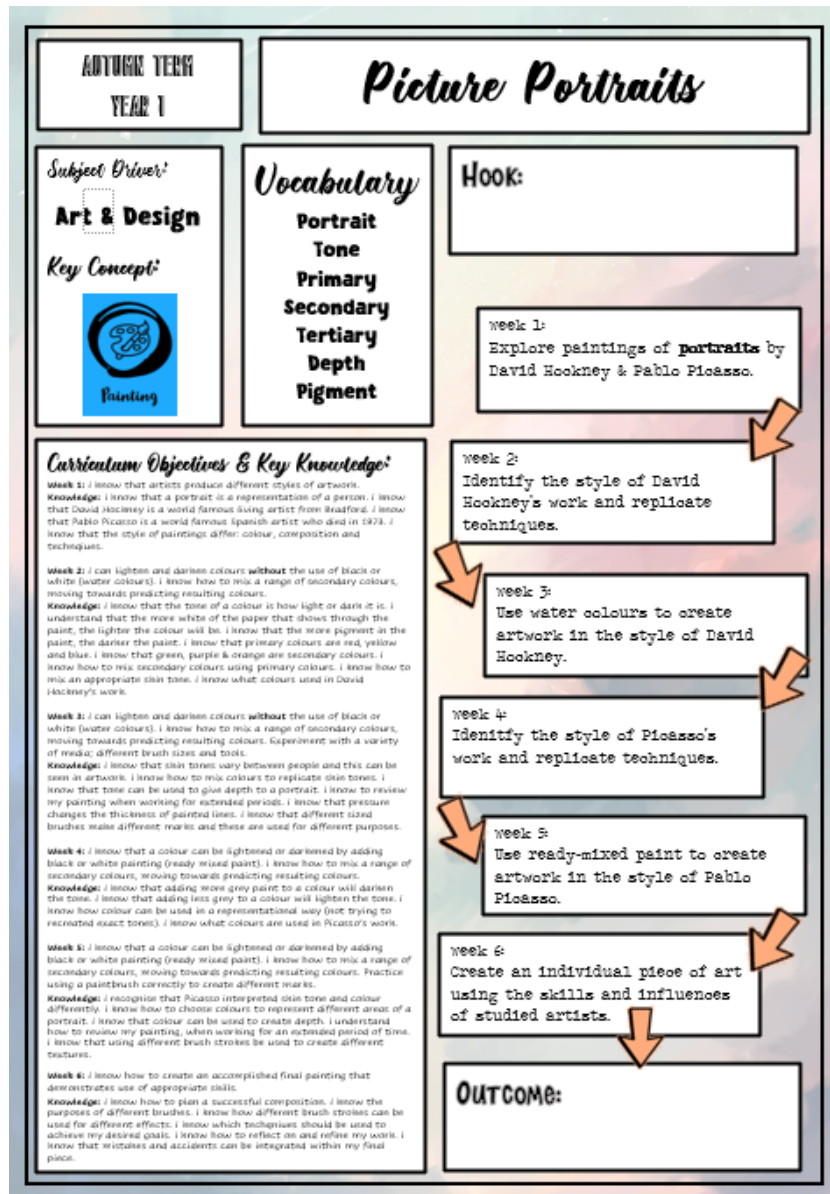 AUTUMN TERM
YEAR 1
Picture Portraits
Subject Driver:
Art & Design
Key Concept:
Painting
Vocabulary
Portrait
Tone
Primary
Secondary
Tertiary
Depth
Pigment
HOOK:
Week 1:
Explore paintings of portraits by
David Hockney & Pablo Picasso.
Week 2:
Identify the style of David
Hockney's work and replicate
techniques.
Week 3:
Use water colours to create
artwork in the style of David
Hockney.
Week 4:
Idenitfy the style of Picasso's
work and replicate techniques.
Week 5:
Use ready-mixed paint to create
artwork in the style of Pablo
Picasso.
Week 6:
Create an individual piece of art
using the skills and influences
of studied artists.
OUTCOME:
Curriculum Objectives & Key Knowledge:
Week 1: I know that artists produce different styles of artwork.
Knowledge: I know that a portrait is a representation of a person. I know
that David Hockney is a world famous living artist from Bradford. I know
that Pablo Picasso is a world famous Spanish artist who died in 1973. I
know that the style of paintings differ: colour, composition and
techniques.
Week 2: I can lighten and darken colours without the use of black or
white (water colours). I know how to mix a range of secondary colours,
moving towards predicting resulting colours.
Knowledge: I know that the tone of a colour is how light or dark it is. I
understand that the more white of the paper that shows through the
paint, the lighter the colour will be. I know that the more pigment in the
paint, the darker the paint. I know that primary colours are red, yellow
and blue. I know that green, purple & orange are secondary colours. I
know how to mix secondary colours using primary colours. I know how to
mix an appropriate skin tone. I know what colours used in David
Hockney's work.
Week 3: I can lighten and darken colours without the use of black or
white (water colours). I know how to mix a range of secondary colours,
moving towards predicting resulting colours. Experiment with a variety
of media; different brush sizes and tools.
Knowledge: I know that skin tones vary between people and this can be
seen in artwork. I know how to mix colours to replicate skin tones. I
know that tone can be used to give depth to a portrait. I know to review
my painting when working for extended periods. I know that pressure
changes the thickness of painted lines. I know that different sized
brushes make different marks and these are used for different purposes.
Week 4: I know that a colour can be lightened or darkened by adding
black or white painting (ready mixed paint). I know how to mix a range of
secondary colours, moving towards predicting resulting colours.
Knowledge: I know that adding more grey paint to a colour will darken
the tone. I know that adding less grey to a colour will lighten the tone. I
know how colour can be used in a representational way (not trying to
recreated exact tones). I know what colours are used in Picasso's work.
Week 5: I know that a colour can be lightened or darkened by adding
black or white painting (ready mixed paint). I know how to mix a range of
secondary colours, moving towards predicting resulting colours. Practice
using a paintbrush correctly to create different marks.
Knowledge: I recognise that Picasso interpreted skin tone and colour
differently. I know how to choose colours to represent different areas of a
portrait. I know that colour can be used to create depth. I understand
how to review my painting, when working for an extended period of time.
I know that using different brush strokes be used to create different
textures.
Week 6: I know how to create an accomplished final painting that
demonstrates use of appropriate skills.
Knowledge: I know how to plan a successful composition. I know the
purposes of different brushes. I know how different brush strokes can be
used for different effects. I know which techqniues should be used to
achieve my desired goals. I know how to reflect on and refine my work. I
know that mistakes and accidents can be integrated within my final
piece.